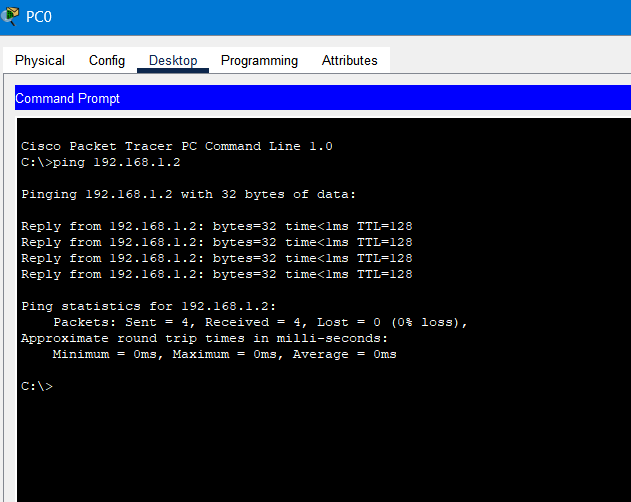 PC0
Physical Config Desktop Programming Attributes
Command Prompt
Cisco Packet Tracer PC Command Line 1.0
C:\>ping 192.168.1.2
Pinging 192.168.1.2 with 32 bytes of data:
Reply from 192.168.1.2: bytes=32 time<1ms TTL=128
Reply from 192.168.1.2: bytes=32 time<1ms TTL=128
Reply from 192.168.1.2: bytes=32 time<1ms TTL=128
Reply from 192.168.1.2: bytes=32 time<1ms TTL=128
Ping statistics for 192.168.1.2:
Packets: Sent = 4, Received = 4, Lost = 0 (0% loss),
Approximate round trip times in milli-seconds:
Minimum = 0ms, Maximum = 0ms, Average = 0ms
C:\>